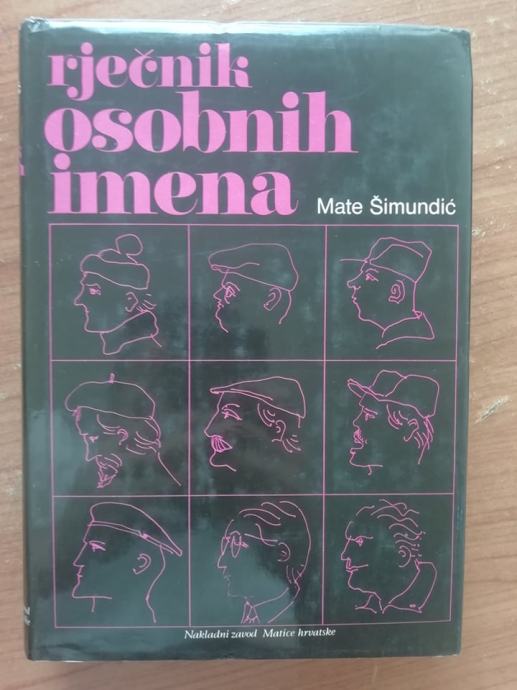 rječnik
osobnih
imena
Mate Šimundić
Nakladni zavod Matice hrvatske